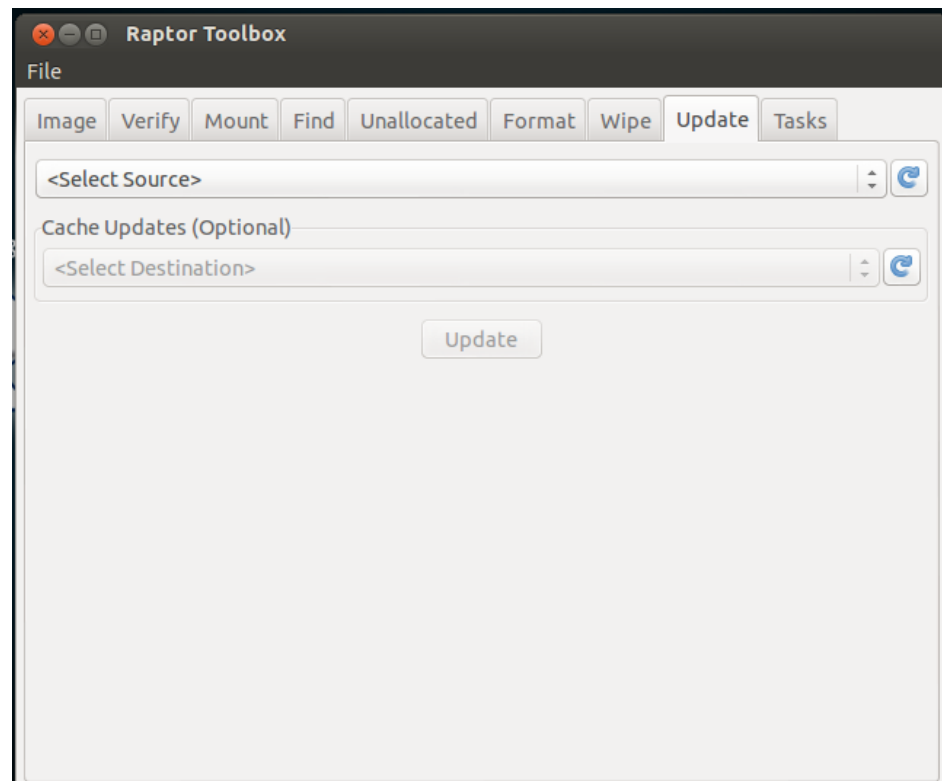 Raptor Toolbox
File
Image Verify Mount Find Unallocated Format Wipe Update Tasks
<Select Source>
Cache Updates (Optional)
<Select Destination>
Update